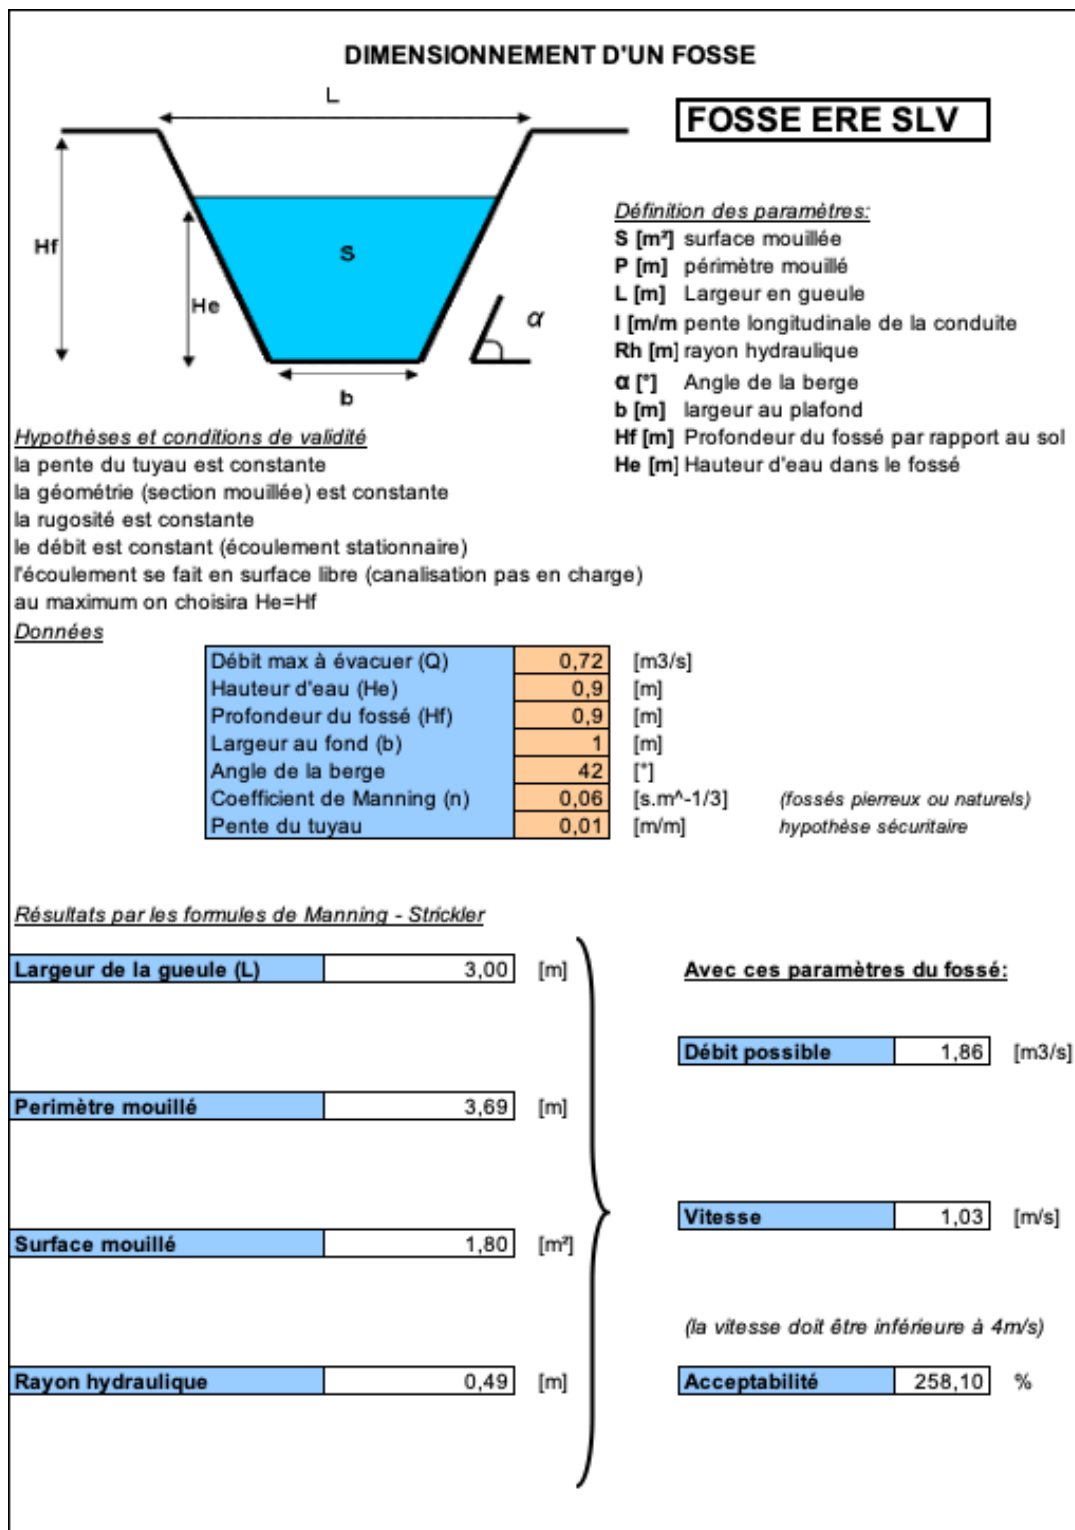 DIMENSIONNEMENT D'UN FOSSE
L
FOSSE ERE SLV
Hf
S
He
α
b
Définition des paramètres:
S [m²] surface mouillée
P [m] périmètre mouillé
L [m] Largeur en gueule
I [m/m pente longitudinale de la conduite
Rh [m] rayon hydraulique
α [°] Angle de la berge
b [m] largeur au plafond
Hf [m] Profondeur du fossé par rapport au sol
He [m] Hauteur d'eau dans le fossé
Hypothèses et conditions de validité
la pente du tuyau est constante
la géométrie (section mouillée) est constante
la rugosité est constante
le débit est constant (écoulement stationnaire)
l'écoulement se fait en surface libre (canalisation pas en charge)
au maximum on choisira He=Hf
Données
Débit max à évacuer (Q) 0,72 [m3/s]
Hauteur d'eau (He) 0,9 [m]
Profondeur du fossé (Hf) 0,9 [m]
Largeur au fond (b) 1 [m]
Angle de la berge 42 [°]
Coefficient de Manning (n) 0,06 [s.m^-1/3] (fossés pierreux ou naturels)
Pente du tuyau 0,01 [m/m] hypothèse sécuritaire
Résultats par les formules de Manning - Strickler
Largeur de la gueule (L) 3,00 [m]
Avec ces paramètres du fossé:
Débit possible 1,86 [m3/s]
Perimètre mouillé 3,69 [m]
Vitesse 1,03 [m/s]
Surface mouillé 1,80 [m²]
(la vitesse doit être inférieure à 4m/s)
Rayon hydraulique 0,49 [m]
Acceptabilité 258,10 %